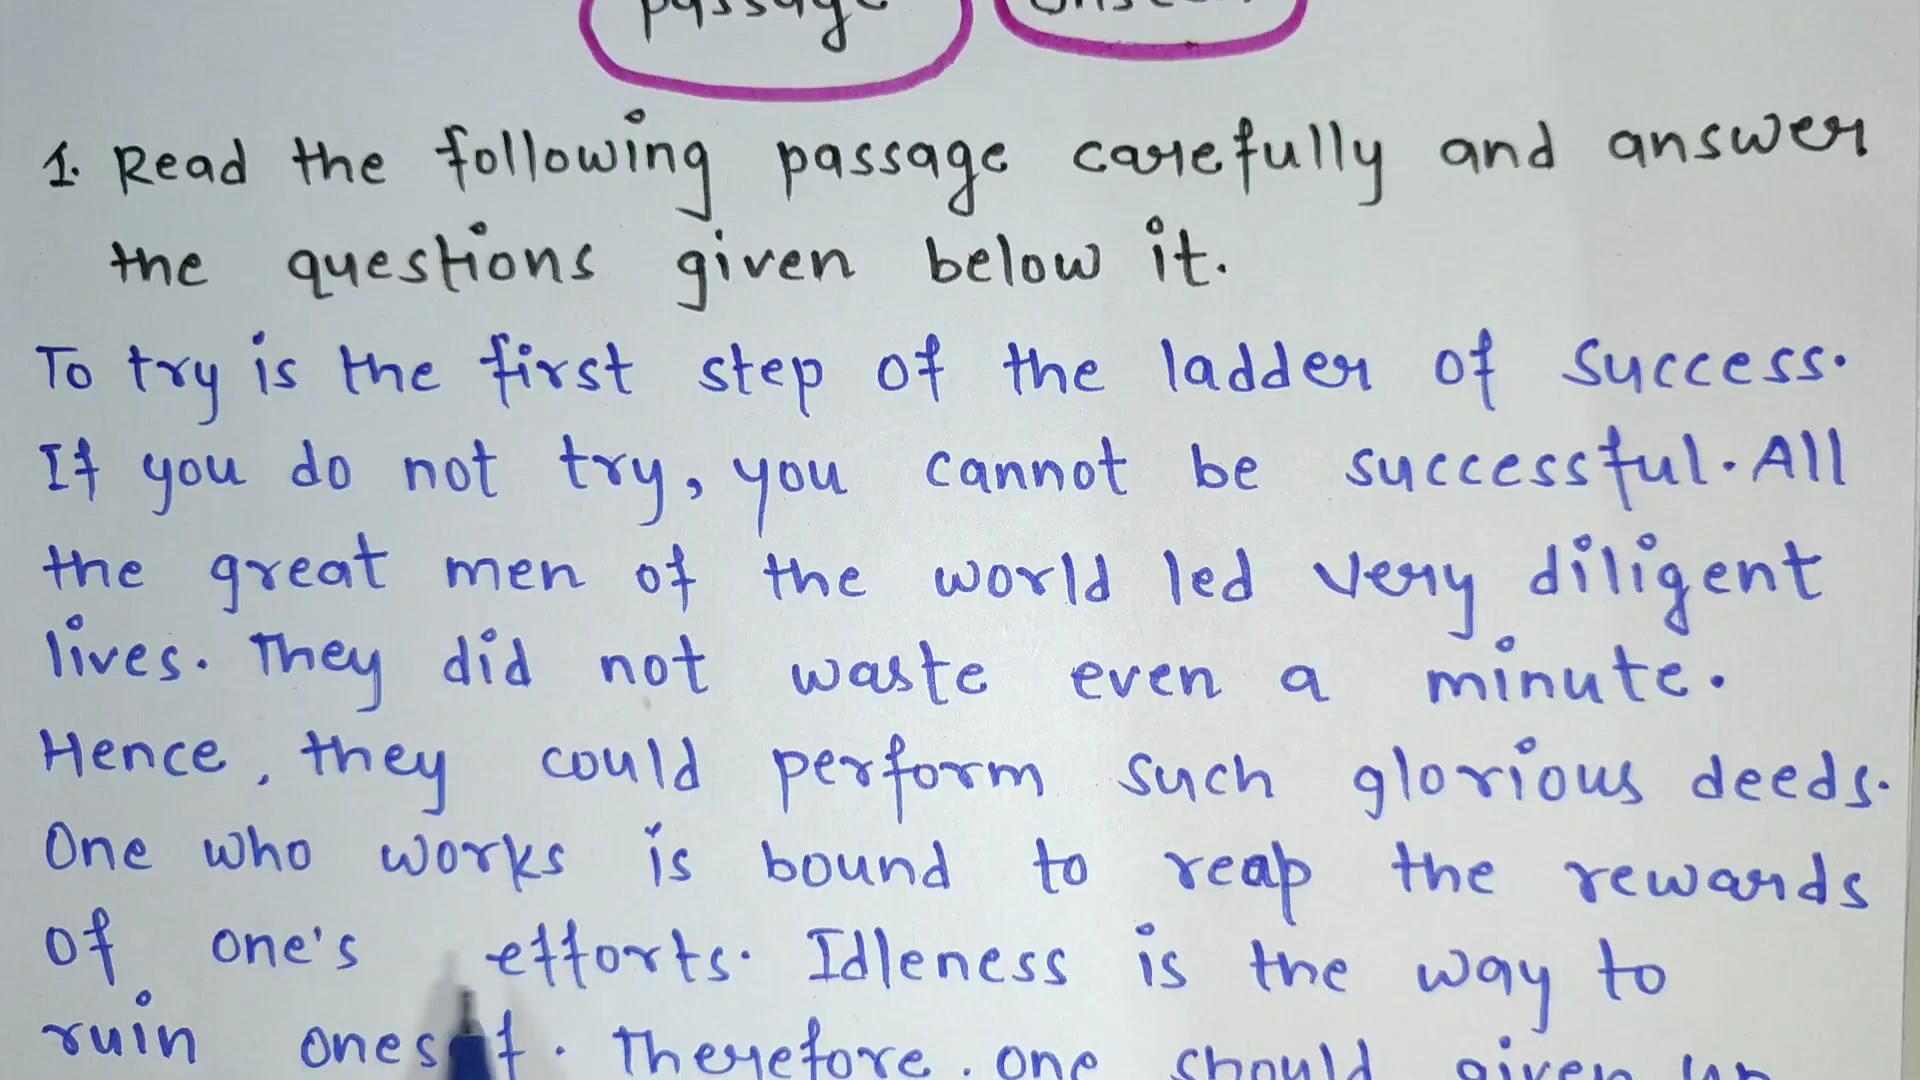 passage unseen
1. Read the following passage carefully and answer
the questions given below it.
To try is the first step of the ladder of success.
If you do not try, you cannot be successful. All
the great men of the world led very diligent
lives. They did not waste even a minute.
Hence, they could perform such glorious deeds.
One who works is bound to reap the rewards
of one's efforts. Idleness is the way to
ruin . Therefore, one should given up